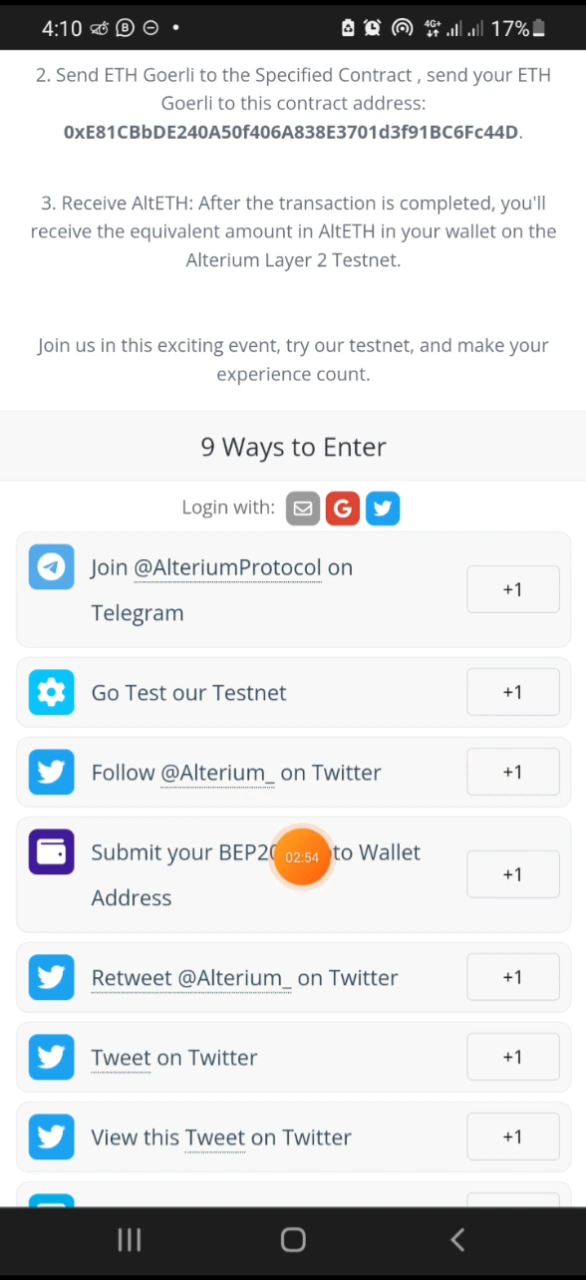 4:10
4G+
17%
2. Send ETH Goerli to the Specified Contract , send your ETH
Goerli to this contract address:
0xE81CBbDE240A50f406A838E3701d3f91BC6Fc44D.
3. Receive AltETH: After the transaction is completed, you'll
receive the equivalent amount in AltETH in your wallet on the
Alterium Layer 2 Testnet.
Join us in this exciting event, try our testnet, and make your
experience count.
9 Ways to Enter
Login with:
Join @AlteriumProtocol on
Telegram
+1
Go Test our Testnet
+1
Follow @Alterium_ on Twitter
+1
Submit your BEP20 to Wallet
02:54
Address
+1
Retweet @Alterium_ on Twitter
+1
Tweet on Twitter
+1
View this Tweet on Twitter
+1